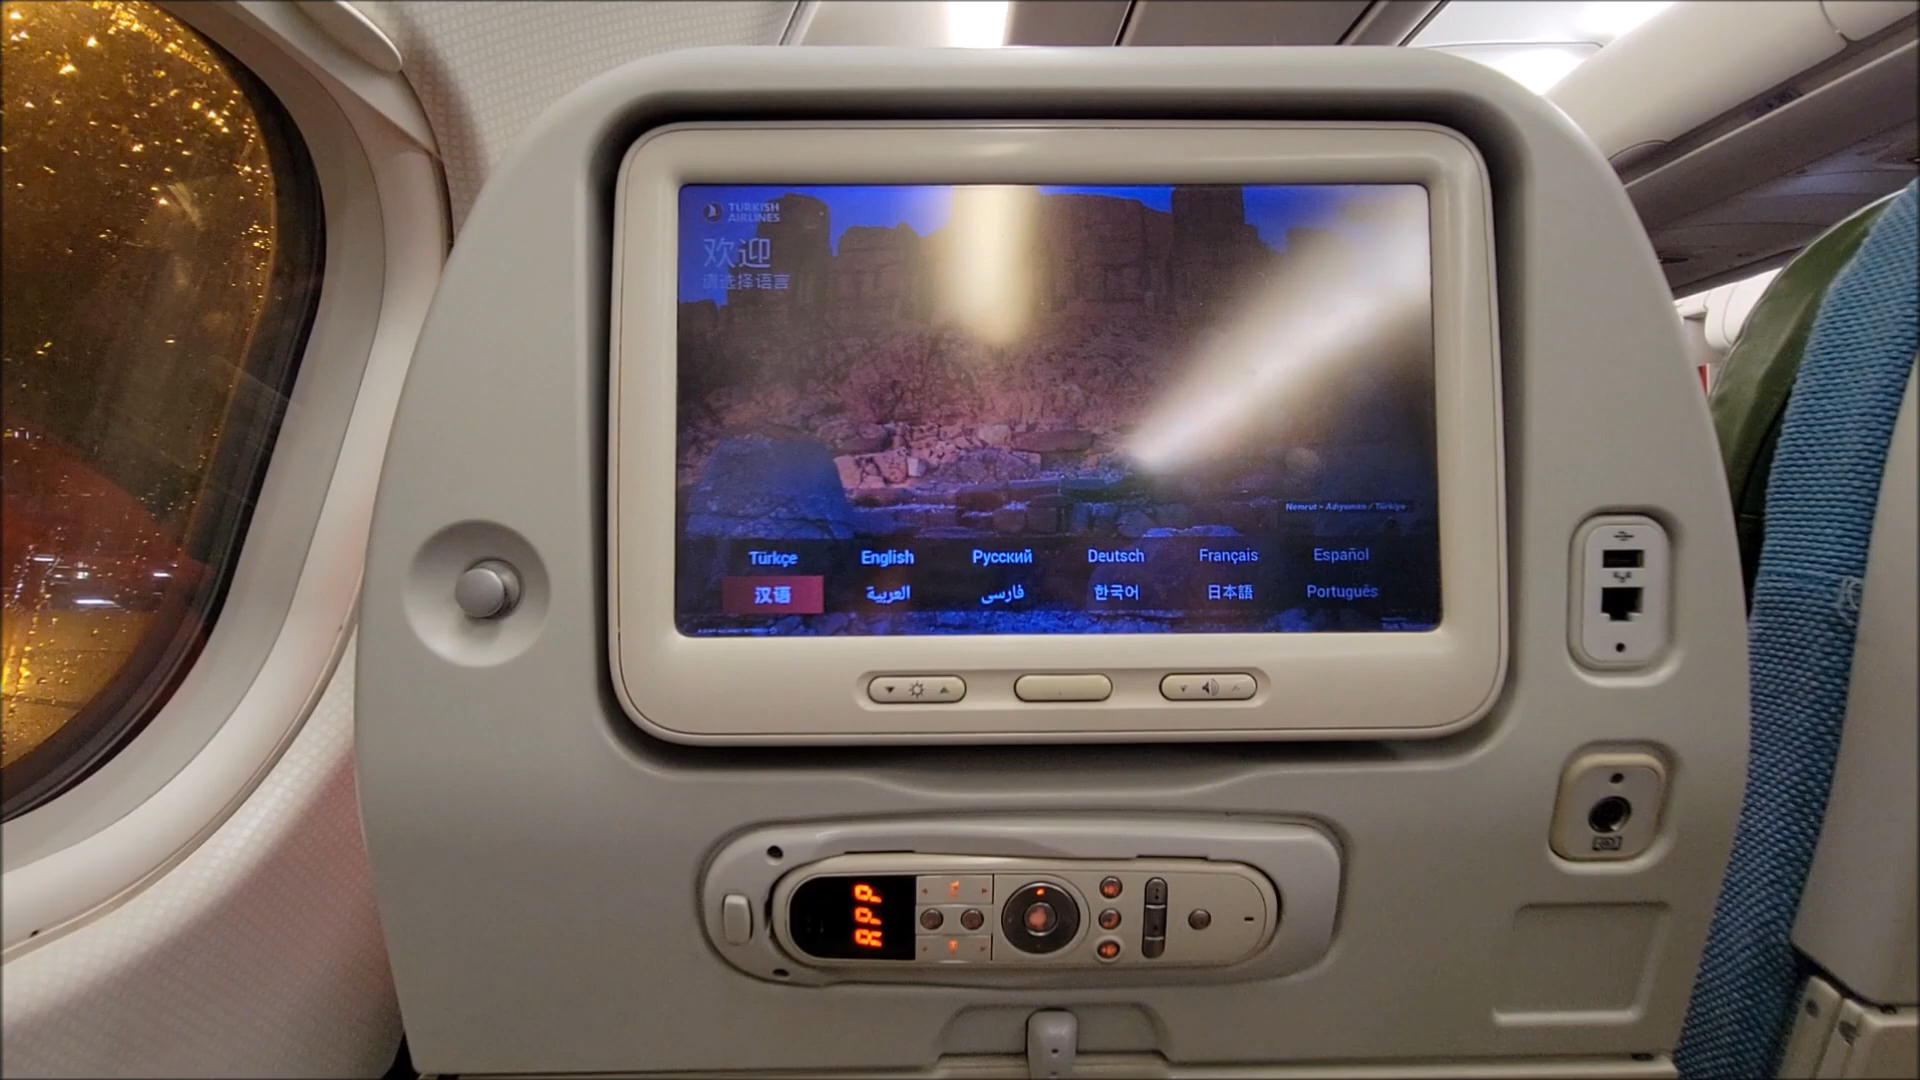 TURKISH
AIRLINES
欢迎
请选择语言
Nemrut - Adıyaman / Türkiye
Türkçe English Русский Deutsch Français Español
汉语 العربية فارسی 한국어 日本語 Português
APP